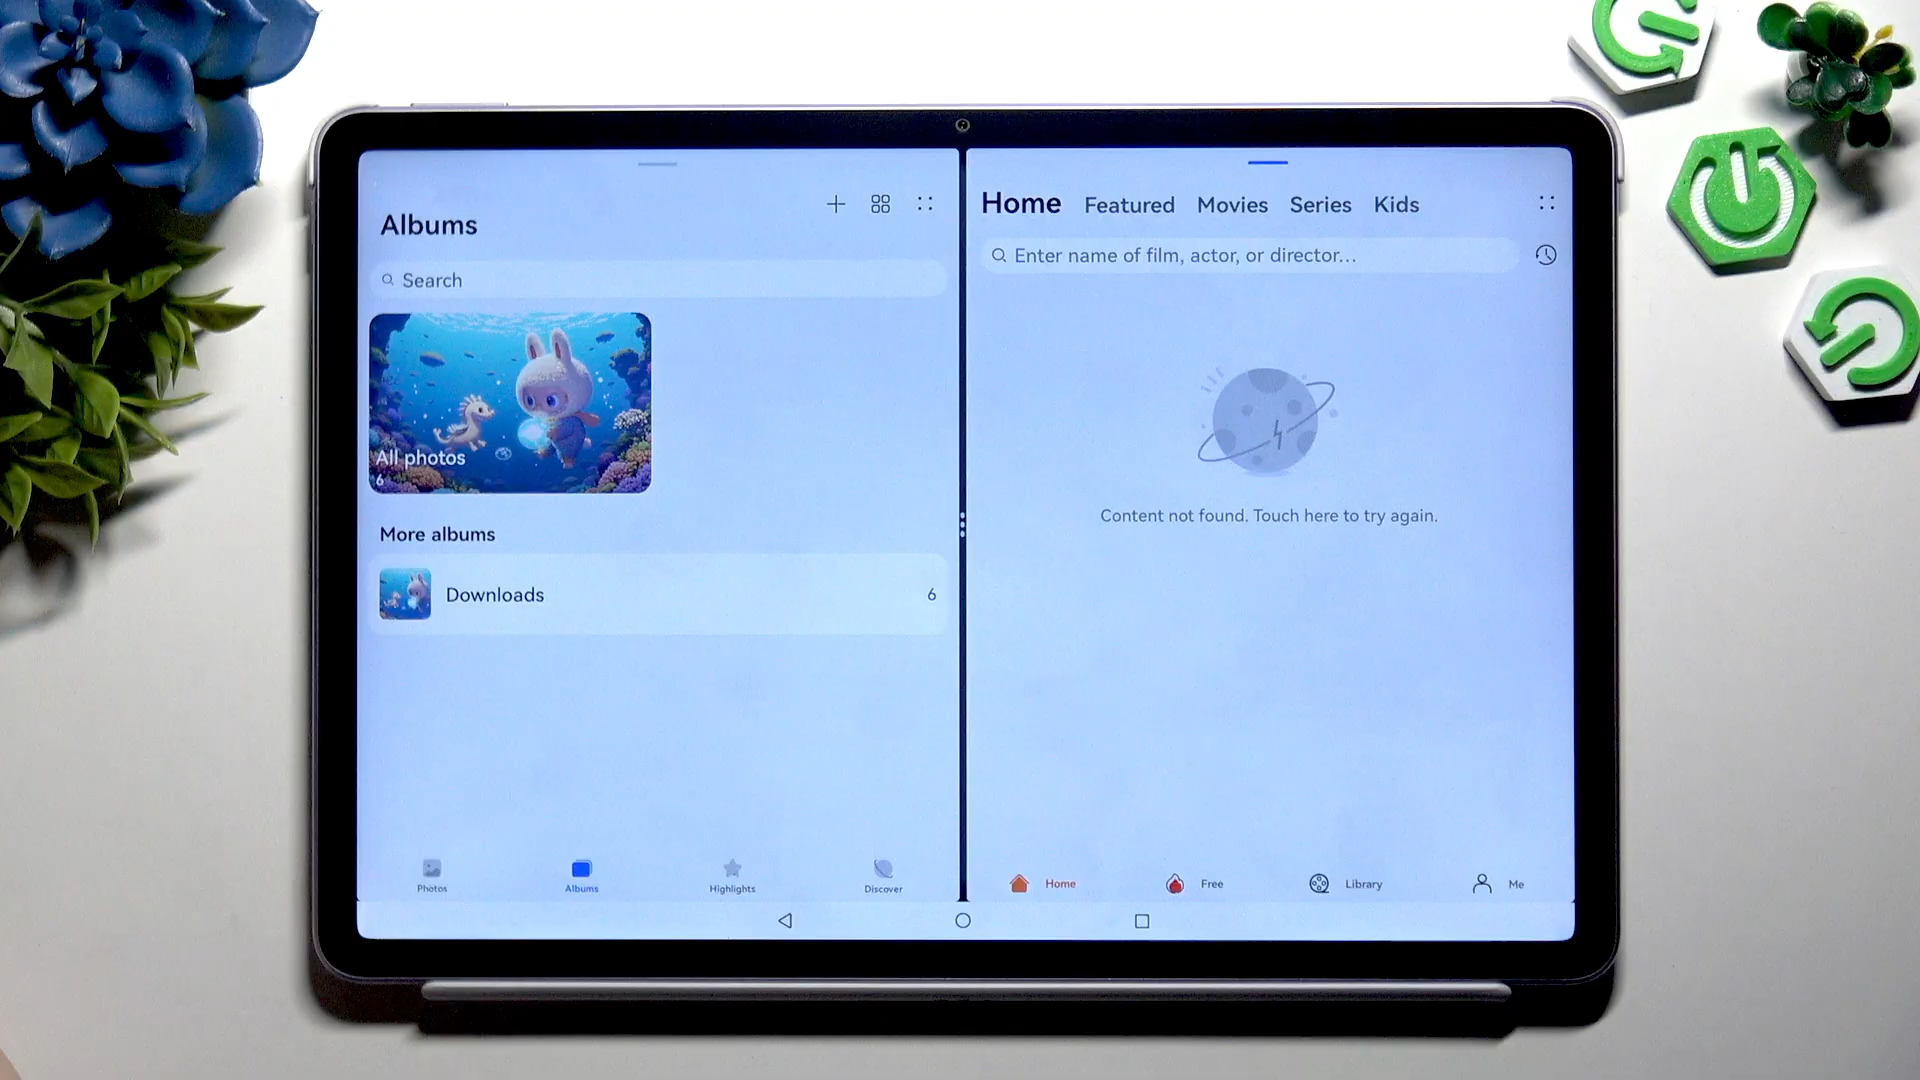 Albums
Search
All photos
6
More albums
Downloads
6
Photos
Albums
Highlights
Discover
Home Featured Movies Series Kids
Enter name of film, actor, or director...
Content not found. Touch here to try again.
Home
Free
Library
Me